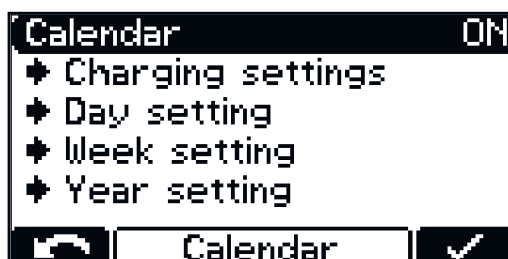 Calendar ON
Charging settings
Day setting
Week setting
Year setting
Calendar